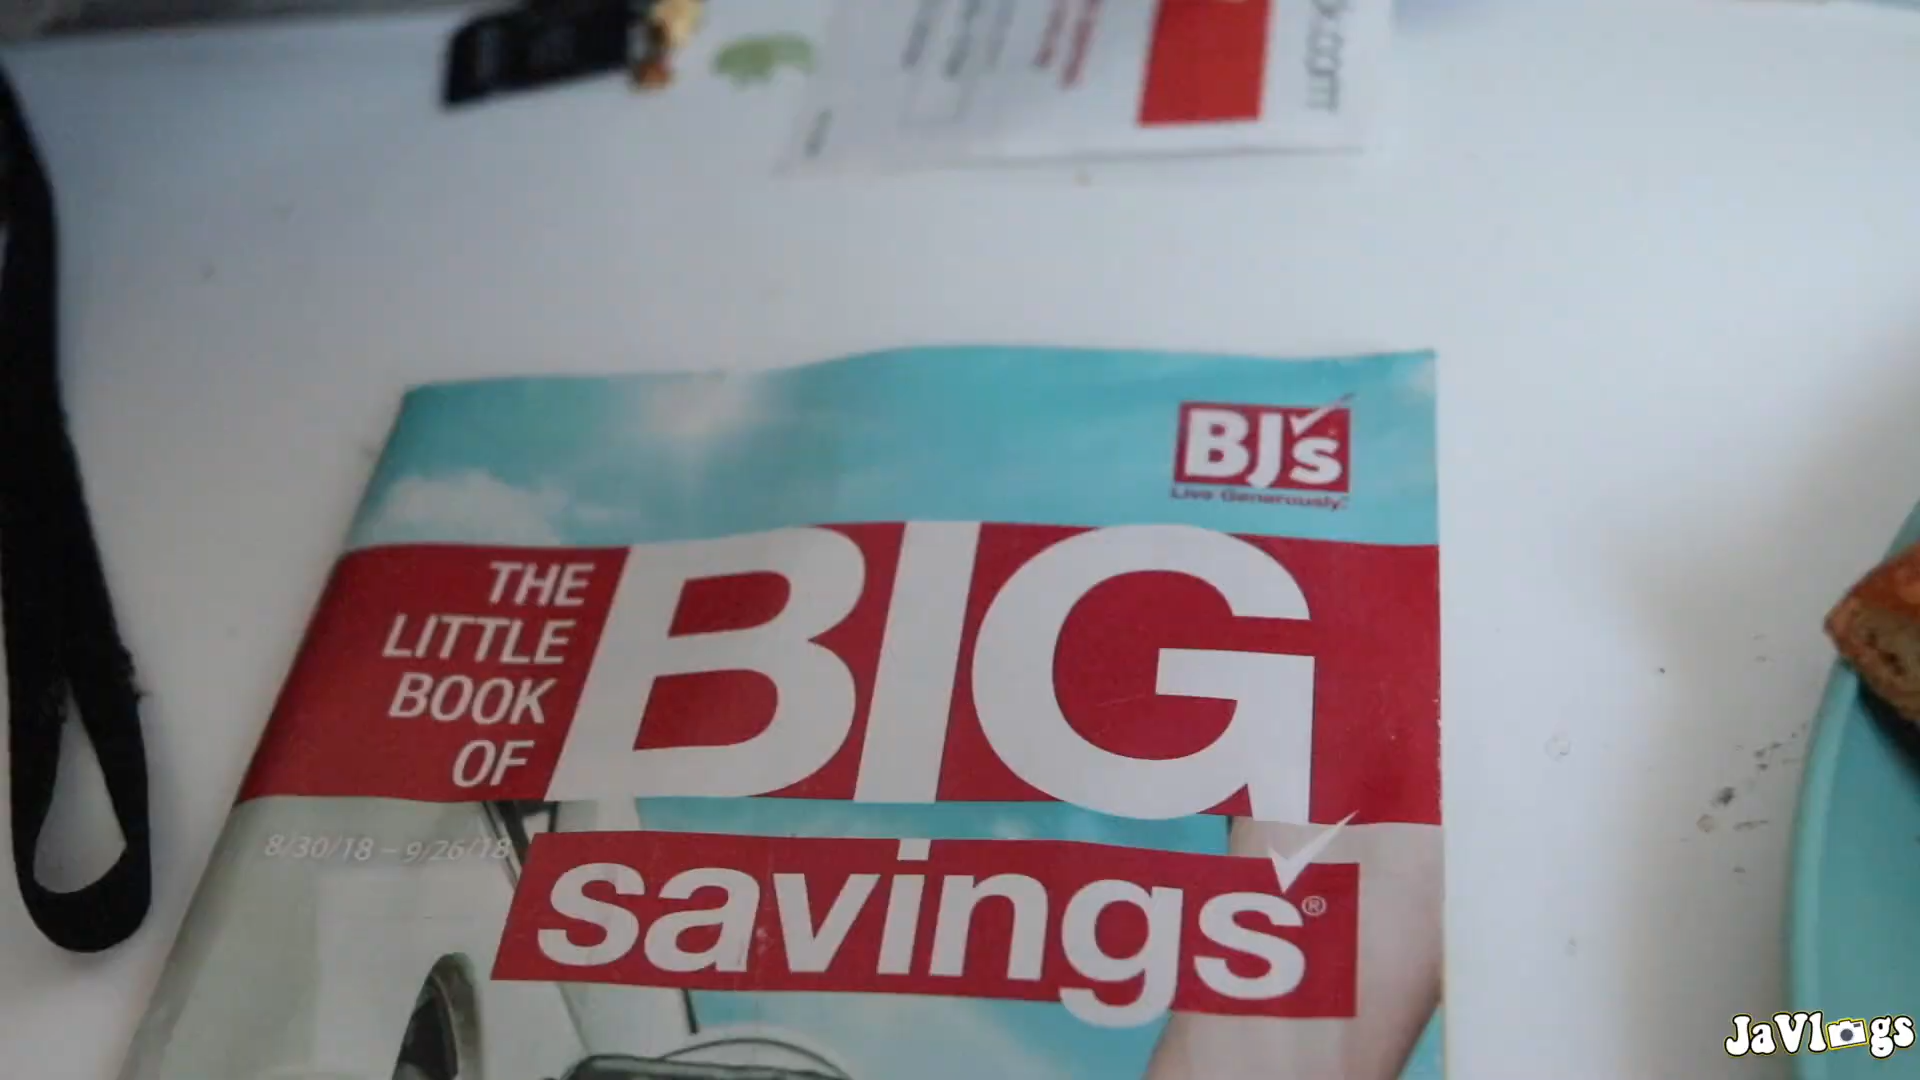 BJ's
Live Generously®
THE
LITTLE
BOOK
OF
BIG
8/30/18 – 9/26/18
savings®
JaVlogs